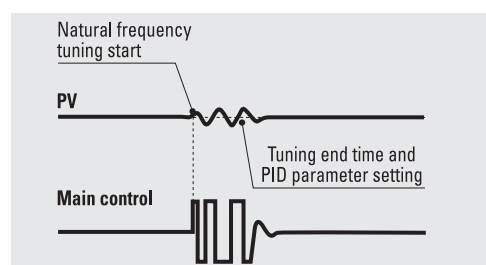 Natural frequency
tuning start
PV
Tuning end time and
PID parameter setting
Main control